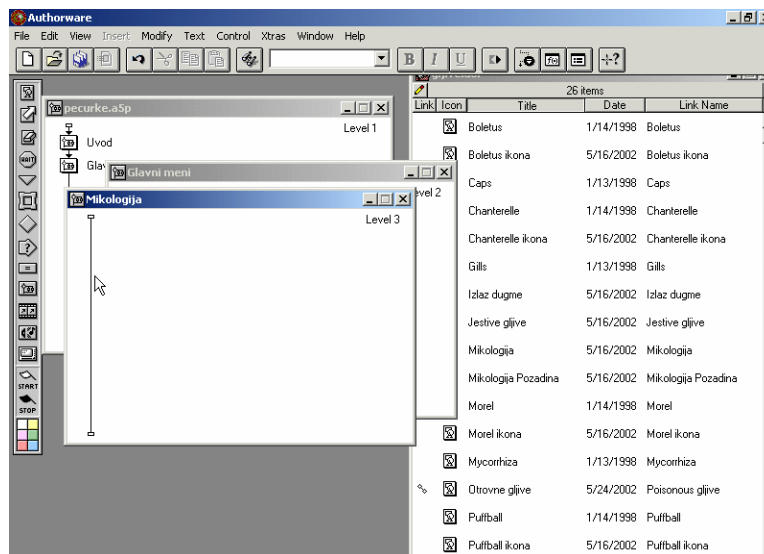 Authorware
File Edit View Insert Modify Text Control Xtras Window Help
B I U
pecurke.a5p
Level 1
Uvod
Glav
Glavni meni
evel 2
Mikologija
Level 3
WAIT
START
STOP
26 items
Link Icon Title Date Link Name
Boletus 1/14/1998 Boletus
Boletus ikona 5/16/2002 Boletus ikona
Caps 1/13/1998 Caps
Chanterelle 1/14/1998 Chanterelle
Chanterelle ikona 5/16/2002 Chanterelle ikona
Gills 1/13/1998 Gills
Izlaz dugme 5/16/2002 Izlaz dugme
Jestive gljive 5/16/2002 Jestive gljive
Mikologija 5/16/2002 Mikologija
Mikologija Pozadina 5/16/2002 Mikologija Pozadina
Morel 1/14/1998 Morel
Morel ikona 5/16/2002 Morel ikona
Mycorrhiza 1/13/1998 Mycorrhiza
Otrovne gljive 5/24/2002 Poisonous gljive
Puffball 1/14/1998 Puffball
Puffball ikona 5/16/2002 Puffball ikona